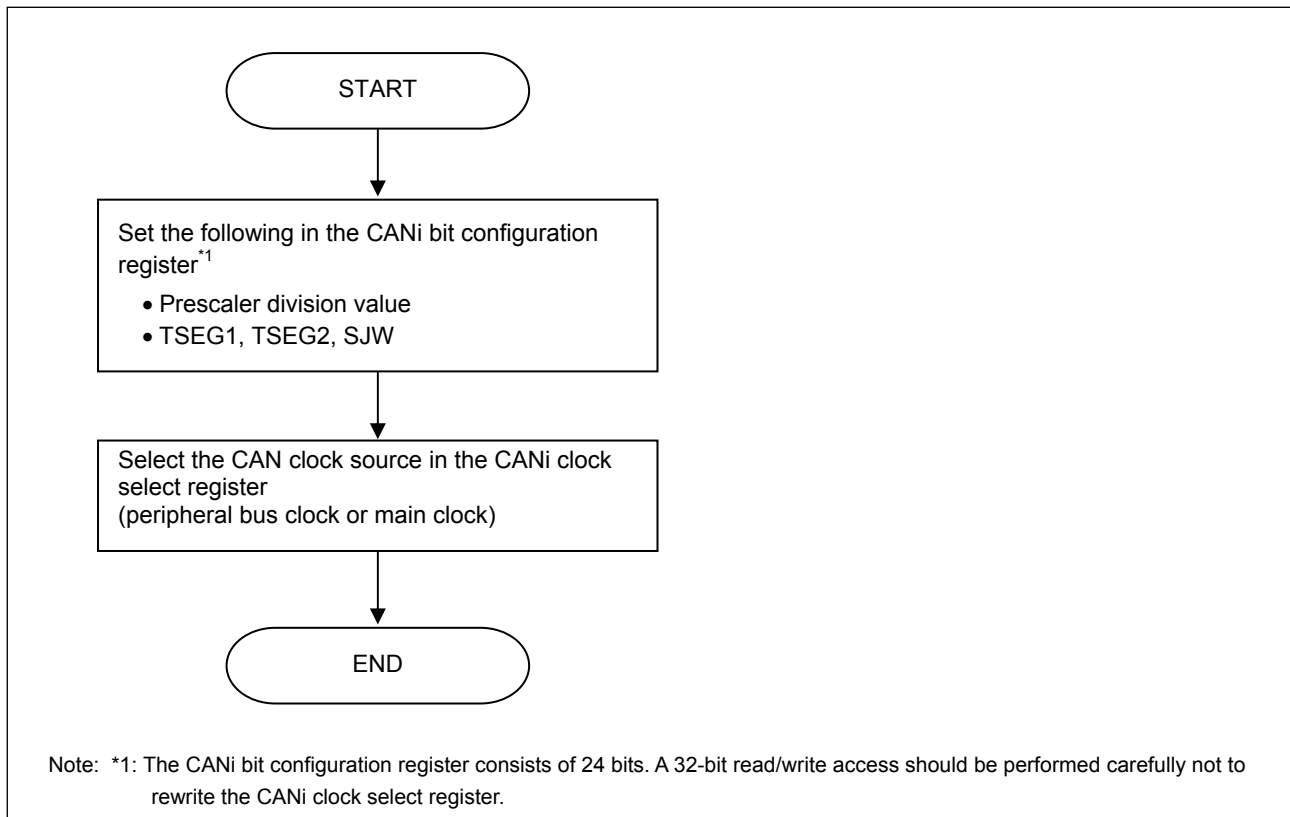 START
Set the following in the CANi bit configuration
register*1
• Prescaler division value
• TSEG1, TSEG2, SJW
Select the CAN clock source in the CANi clock
select register
(peripheral bus clock or main clock)
END
Note: *1: The CANi bit configuration register consists of 24 bits. A 32-bit read/write access should be performed carefully not to
rewrite the CANi clock select register.